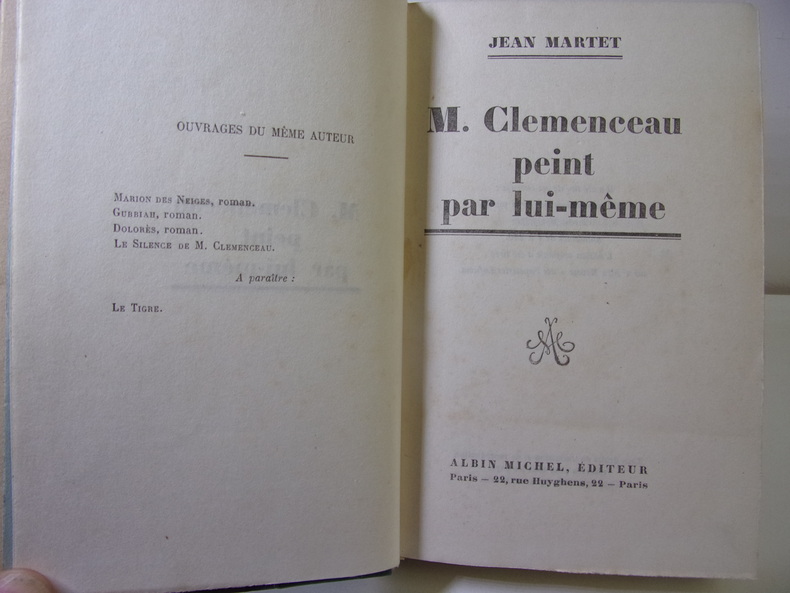 OUVRAGES DU MÊME AUTEUR
MARION DES NEIGES, roman.
GUBBIAH, roman.
DOLORÈS, roman.
LE SILENCE DE M. CLEMENCEAU.
A paraître :
LE TIGRE.
JEAN MARTET
M. Clemenceau
peint
par lui-même
ALBIN MICHEL, EDITEUR
Paris — 22, rue Huyghens, 22 — Paris